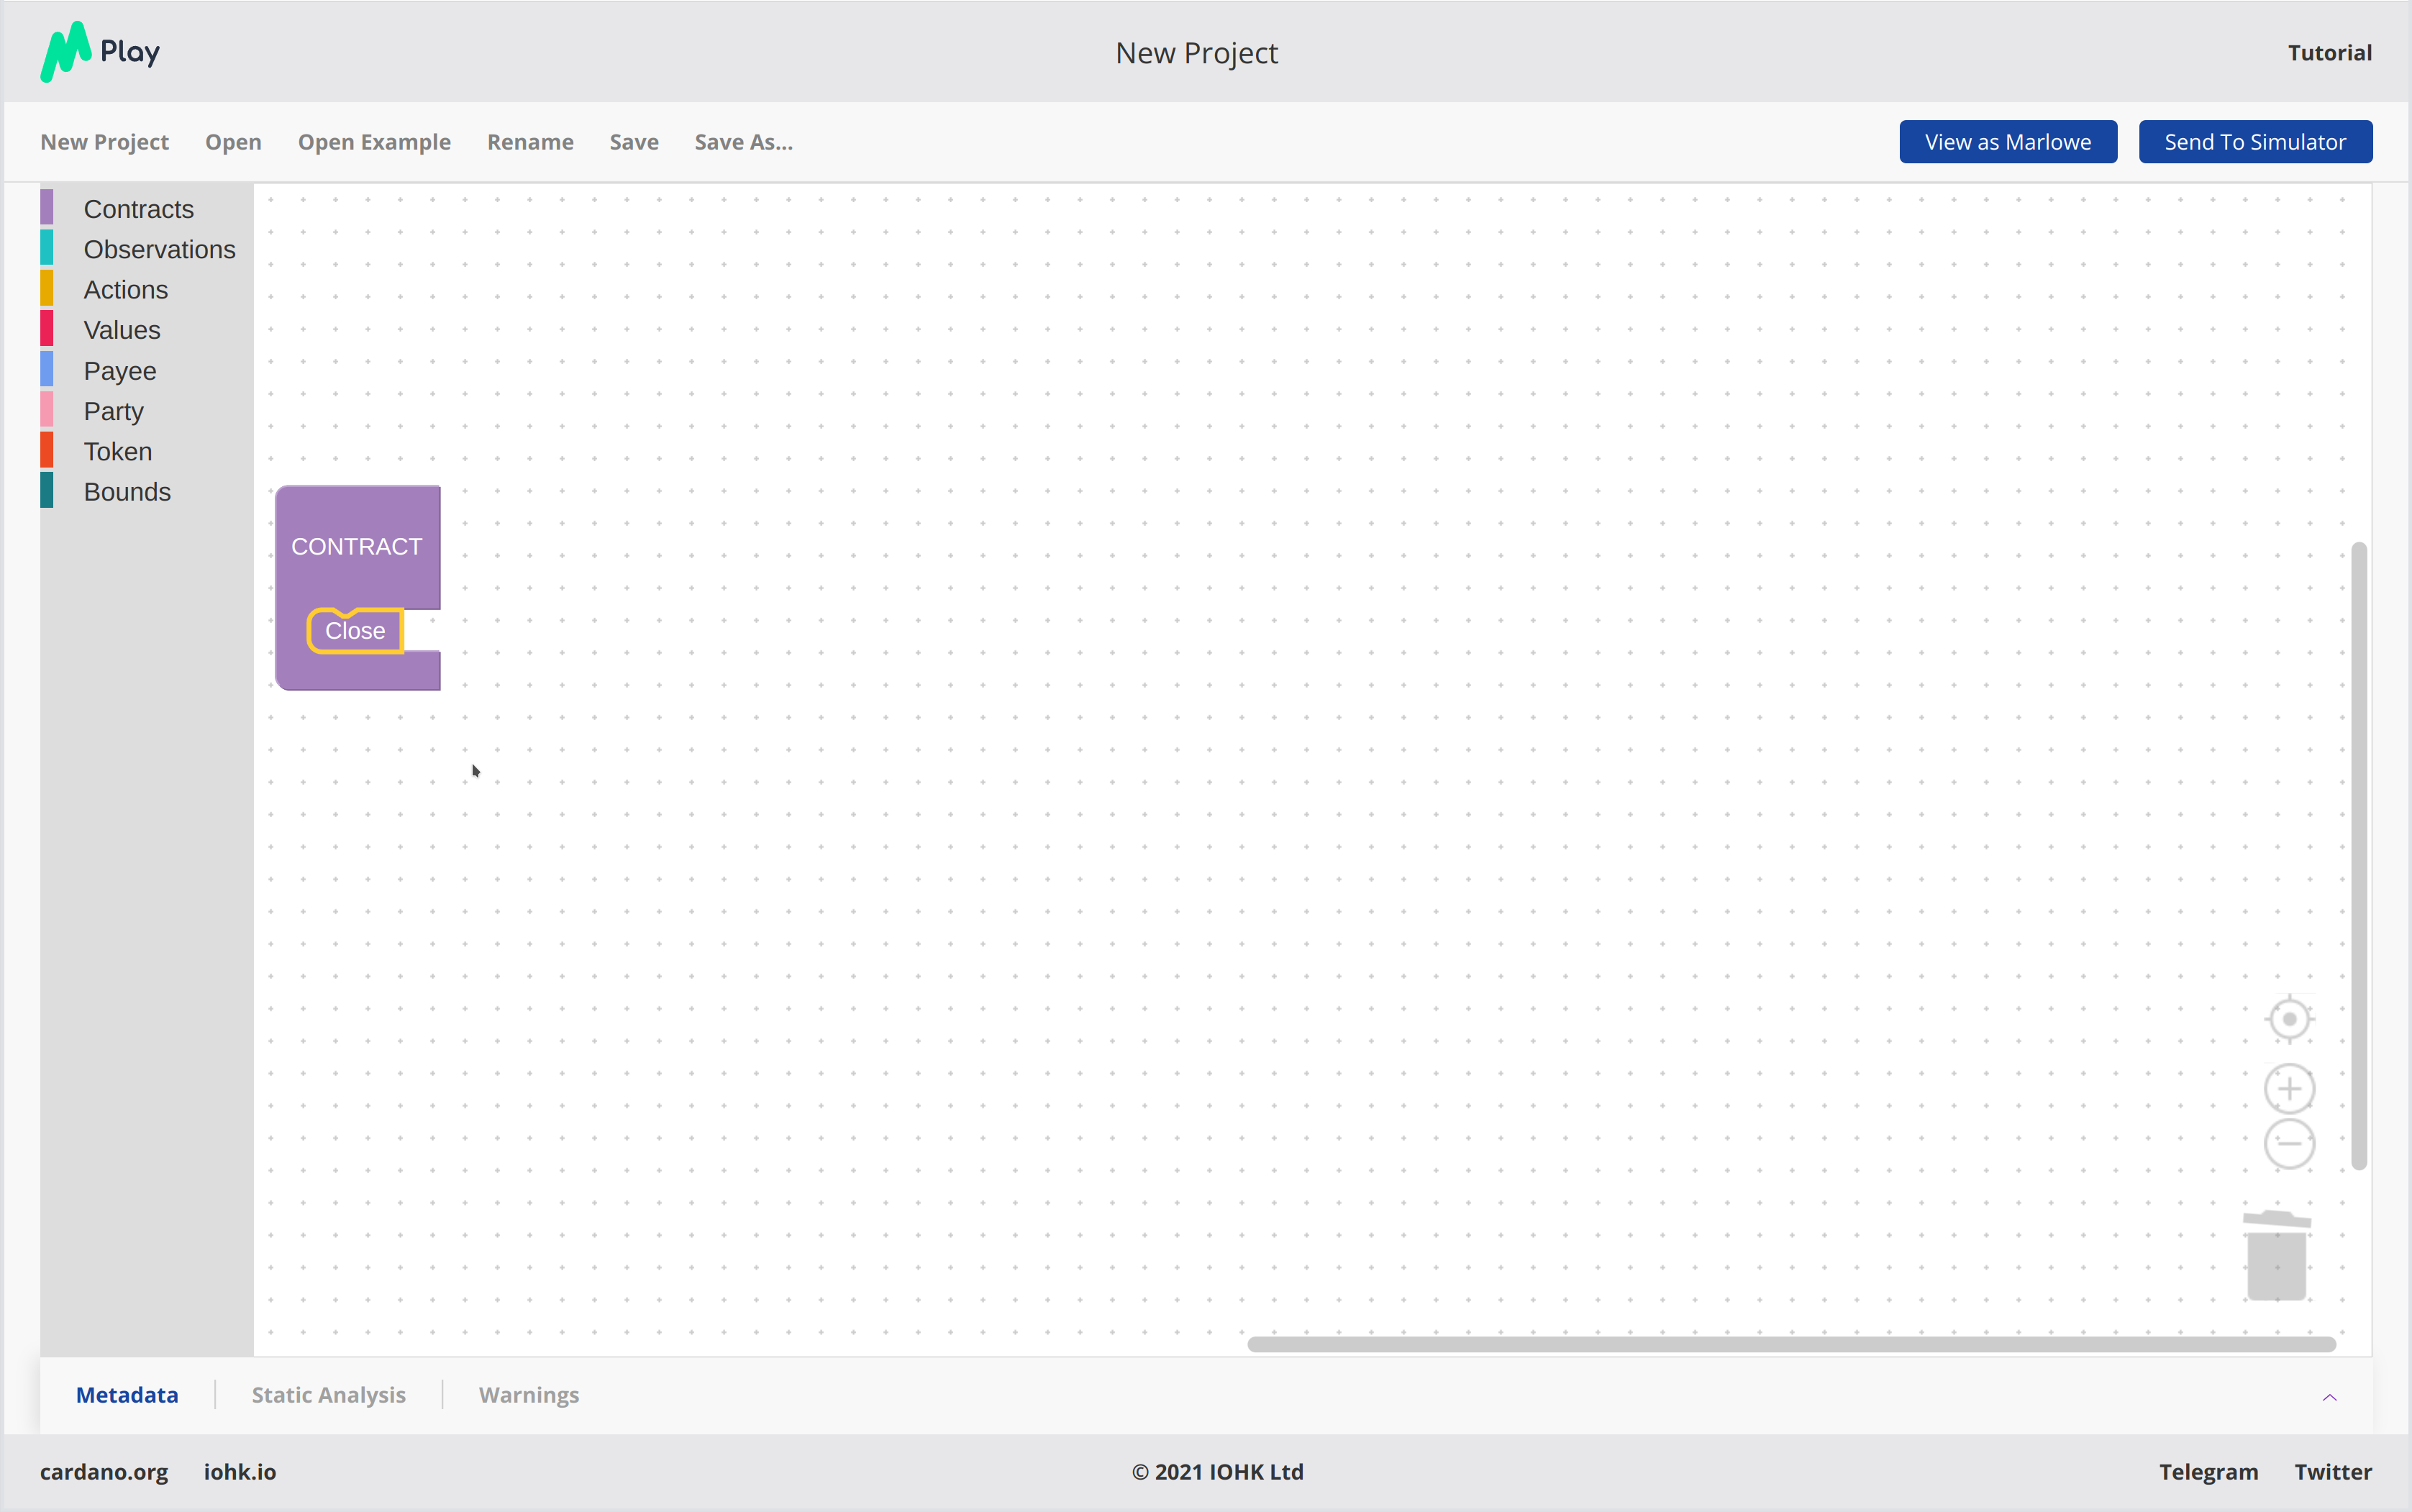 Play
New Project
Tutorial
New Project Open Open Example Rename Save Save As...
View as Marlowe
Send To Simulator
Contracts
Observations
Actions
Values
Payee
Party
Token
Bounds
CONTRACT
Close
Metadata Static Analysis Warnings
cardano.org iohk.io
© 2021 IOHK Ltd
Telegram Twitter